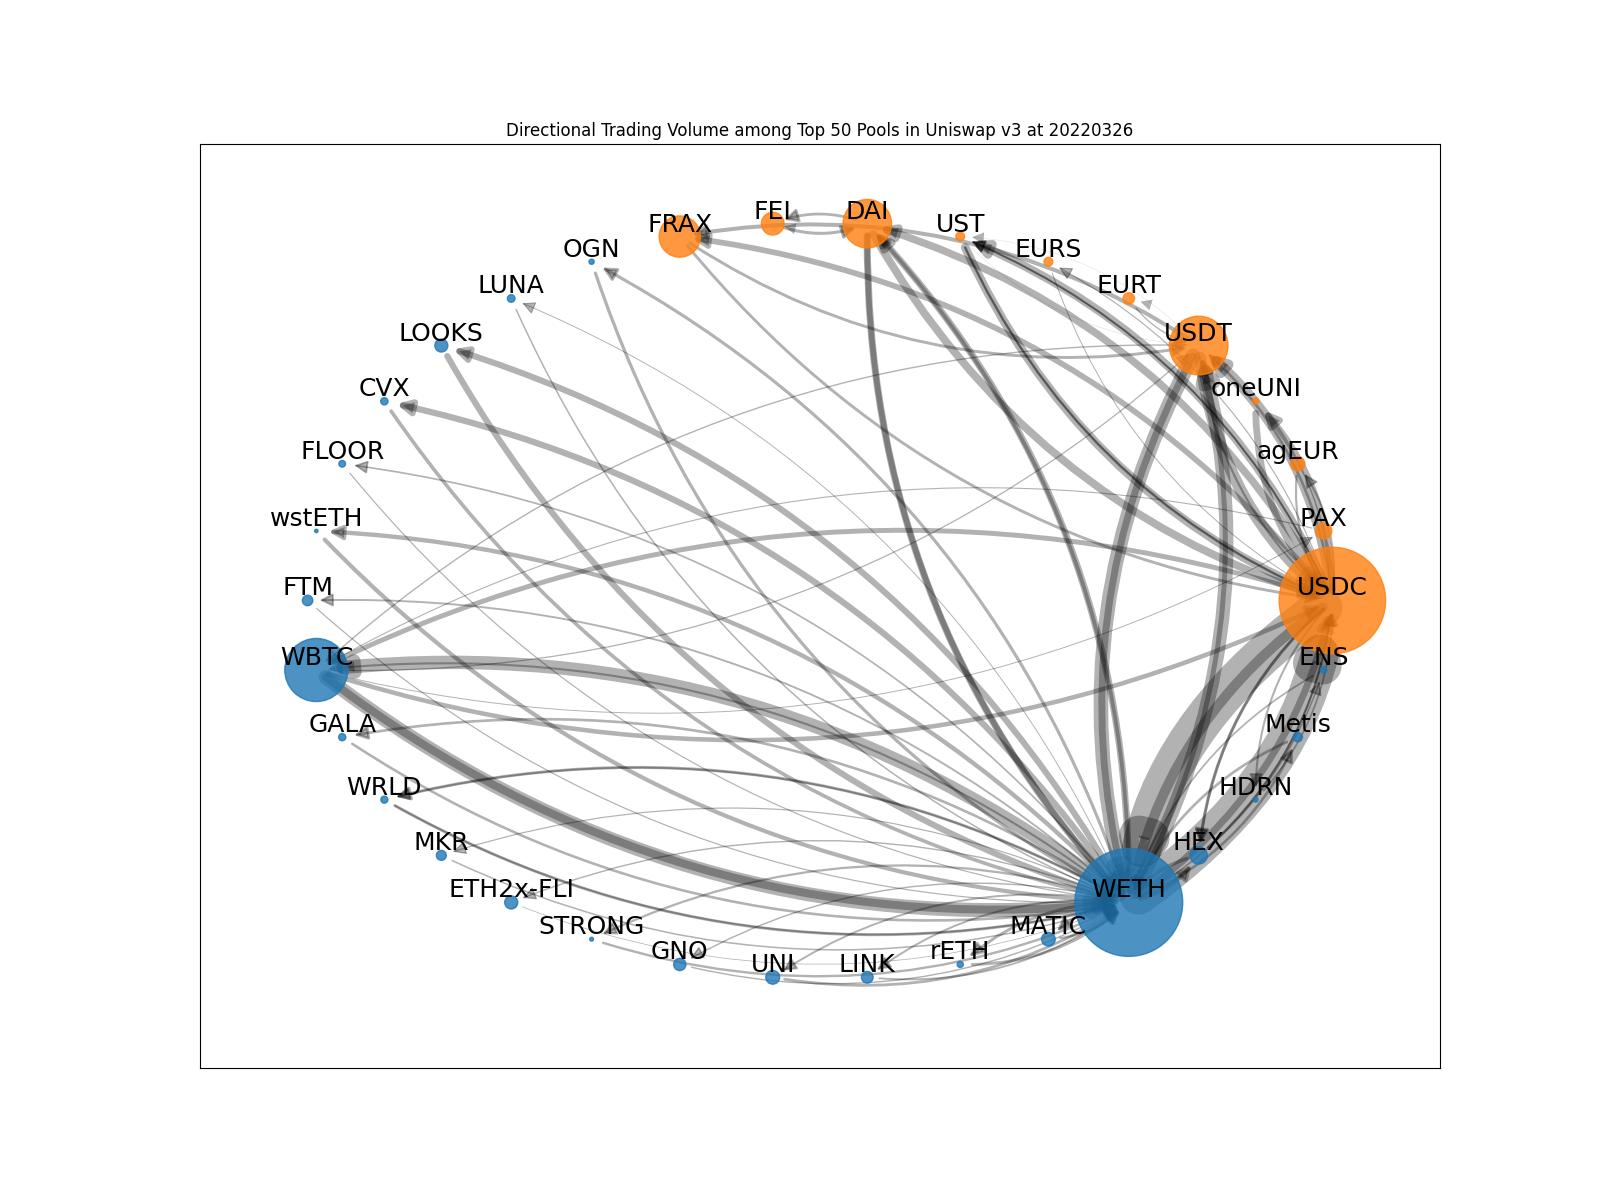 Directional Trading Volume among Top 50 Pools in Uniswap v3 at 20220326
FEI
DAI
FRAX
UST
OGN
EURS
LUNA
EURT
LOOKS
USDT
CVX
oneUNI
FLOOR
agEUR
wstETH
PAX
FTM
USDC
WBTC
ENS
GALA
Metis
WRLD
HDRN
MKR
HEX
ETH2x-FLI
WETH
STRONG
MATIC
GNO
rETH
UNI
LINK